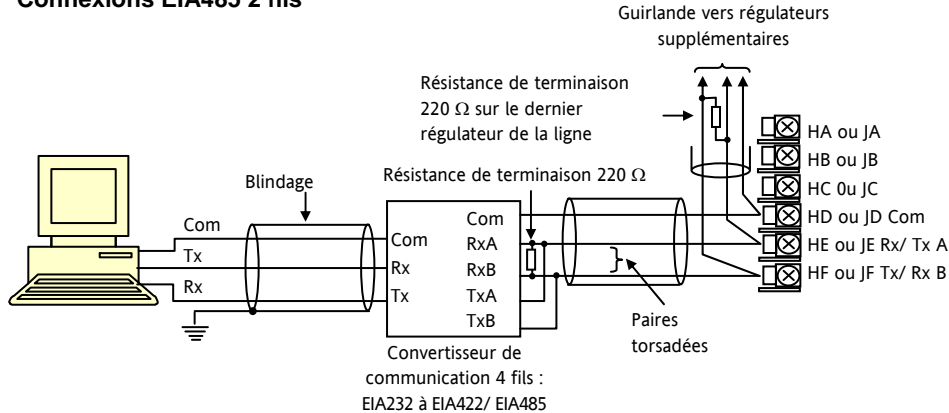 Connexions EIA485 2 fils
Guirlande vers régulateurs
supplémentaires
Résistance de terminaison
220 Ω sur le dernier
régulateur de la ligne
HA ou JA
HB ou JB
HC 0u JC
HD ou JD Com
HE ou JE Rx/ Tx A
HF ou JF Tx/ Rx B
Blindage
Résistance de terminaison 220 Ω
Com
Tx
Rx
Com
Rx
Tx
Com
RxA
RxB
TxA
TxB
Paires
torsadées
Convertisseur de
communication 4 fils :
EIA232 à EIA422/ EIA485